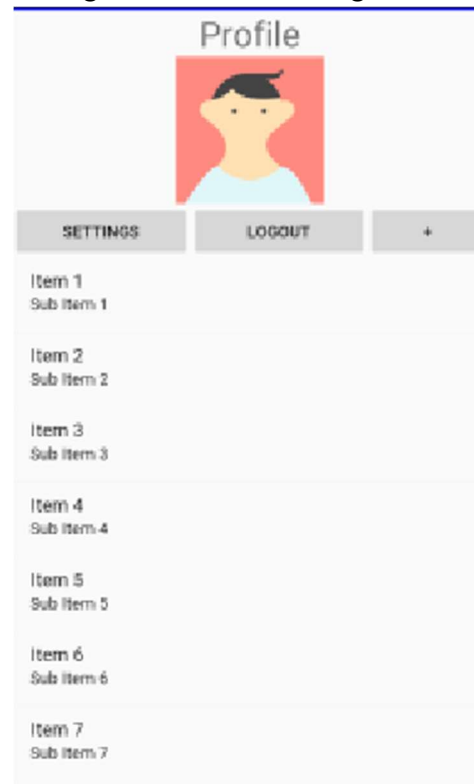 Profile
SETTINGS LOGOUT +
Item 1
Sub Item 1
Item 2
Sub Item 2
Item 3
Sub Item 3
Item 4
Sub Item 4
Item 5
Sub Item 5
Item 6
Sub Item 6
Item 7
Sub Item 7